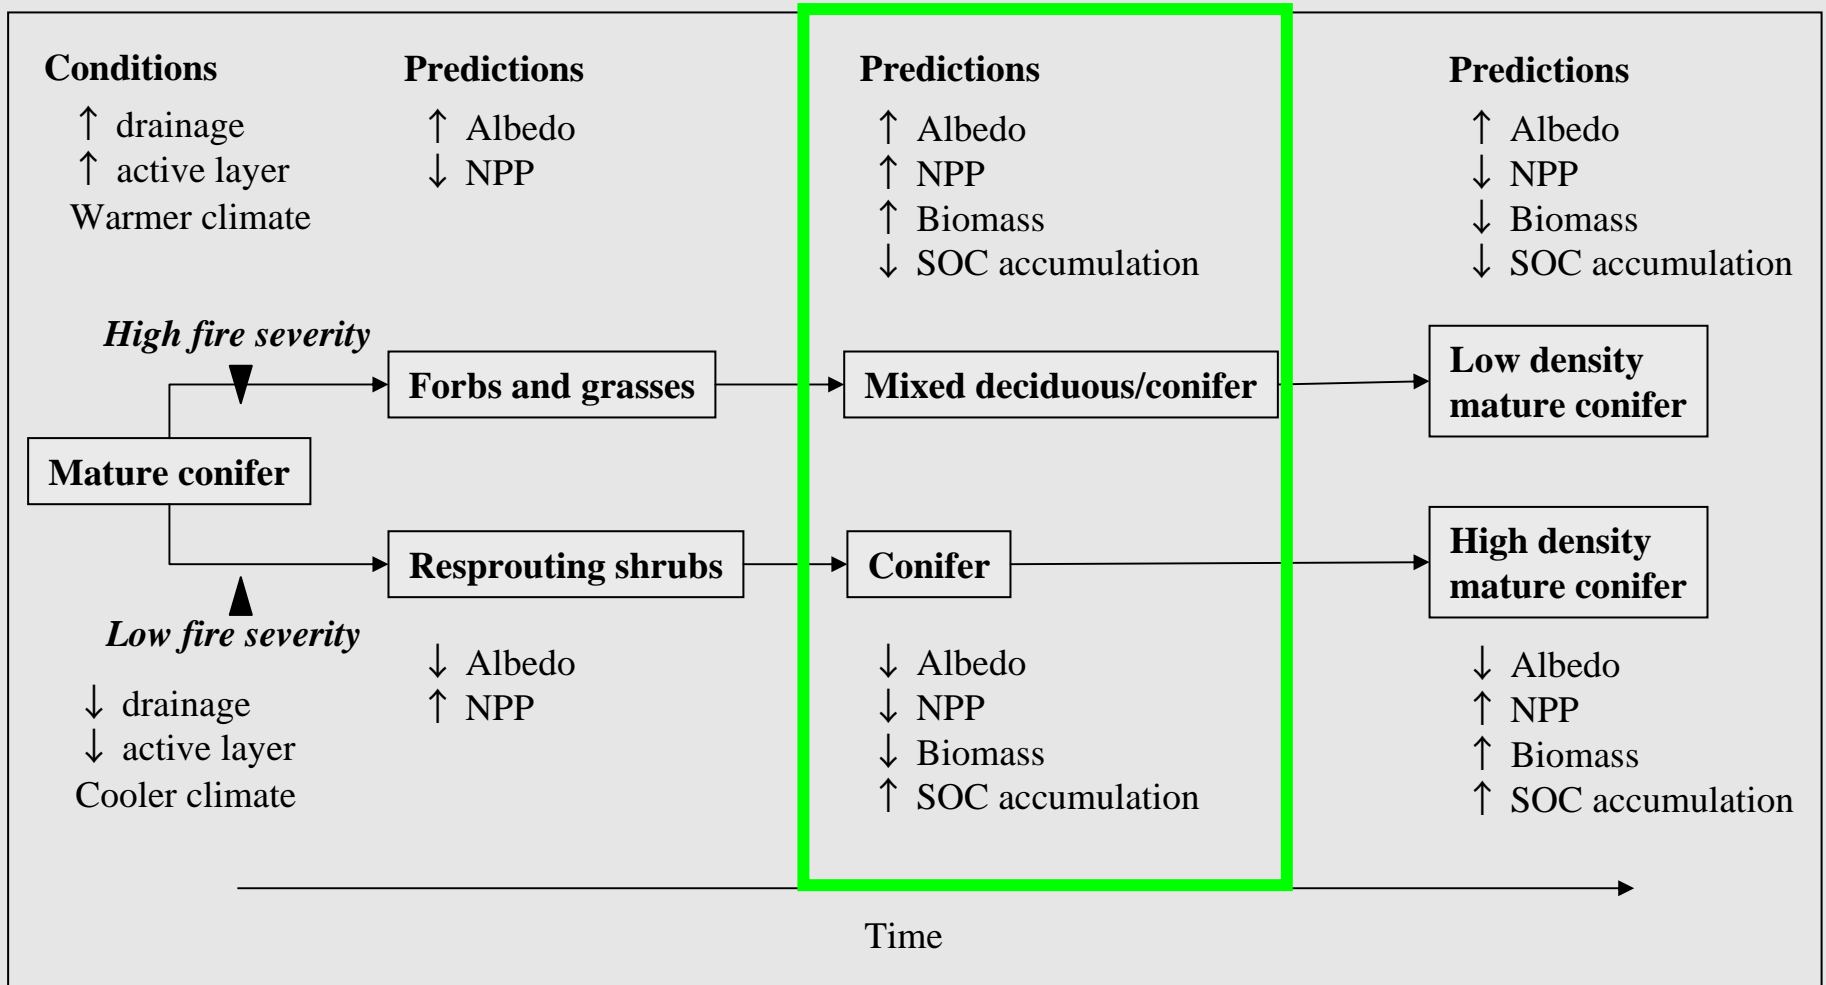 Conditions
↑ drainage
↑ active layer
Warmer climate
Predictions
↑ Albedo
↓ NPP
Predictions
↑ Albedo
↑ NPP
↑ Biomass
↓ SOC accumulation
Predictions
↑ Albedo
↓ NPP
↓ Biomass
↓ SOC accumulation
High fire severity
Forbs and grasses
Mixed deciduous/conifer
Low density
mature conifer
Mature conifer
Resprouting shrubs
Conifer
High density
mature conifer
Low fire severity
↓ drainage
↓ active layer
Cooler climate
↓ Albedo
↑ NPP
↓ Albedo
↓ NPP
↓ Biomass
↑ SOC accumulation
↓ Albedo
↑ NPP
↑ Biomass
↑ SOC accumulation
Time